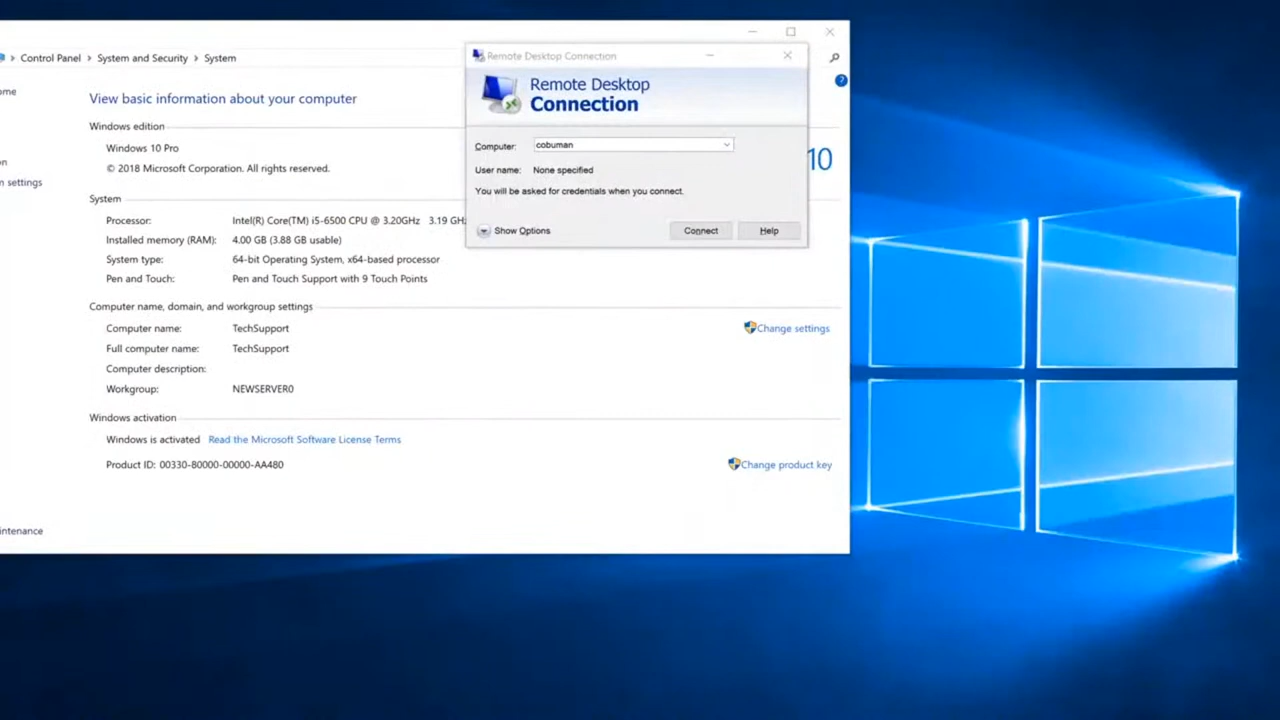 Control Panel > System and Security > System
ome
on
m settings
intenance
View basic information about your computer
Windows edition
Windows 10 Pro
© 2018 Microsoft Corporation. All rights reserved.
10
System
Processor: Intel(R) Core(TM) i5-6500 CPU @ 3.20GHz 3.19 GHz
Installed memory (RAM): 4.00 GB (3.88 GB usable)
System type: 64-bit Operating System, x64-based processor
Pen and Touch: Pen and Touch Support with 9 Touch Points
Computer name, domain, and workgroup settings
Computer name: TechSupport
Change settings
Full computer name: TechSupport
Computer description:
Workgroup: NEWSERVER0
Windows activation
Windows is activated Read the Microsoft Software License Terms
Product ID: 00330-80000-00000-AA480
Change product key
Remote Desktop Connection
Remote Desktop
Connection
Computer: cobuman
User name: None specified
You will be asked for credentials when you connect.
Show Options
Connect
Help